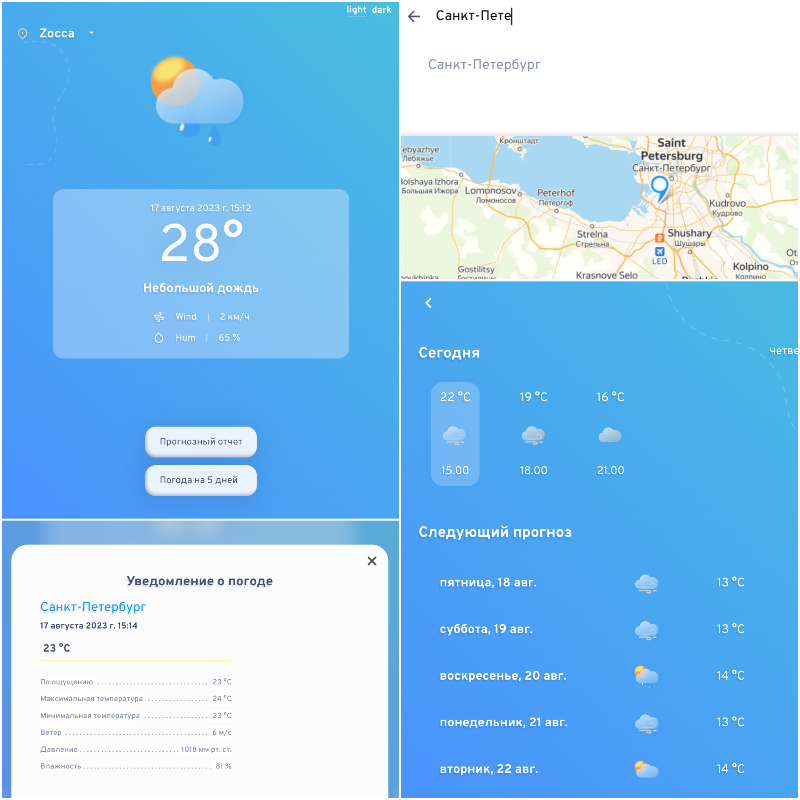 light dark
Zocca
17 августа 2023 г. 15:12
28°
Небольшой дождь
Wind | 2 км/ч
Hum | 65 %
Прогнозный отчет
Погода на 5 дней
Уведомление о погоде
Санкт-Петербург
17 августа 2023 г. 15:14
23 °C
По ощущению 23 °C
Максимальная температура 24 °C
Минимальная температура 23 °C
Ветер 6 м/с
Давление 1018 мм рт. ст.
Влажность 81 %
Санкт-Пете
Санкт-Петербург
Кронштадт
Saint
Petersburg
Санкт-Петербург
ebyazhye
Лебяжье
Bolshaya Izhora
Большая Ижора
Lomonosov
Ломоносов
Peterhof
Петергоф
Kudrovo
Кудрово
Strelna
Стрельна
Shushary
Шушары
LED
Gostilitsy
Гостилицы
Krasnoye Selo
Kolpino
Колпино
Сегодня
четве
22 °C 19 °C 16 °C
15.00 18.00 21.00
Следующий прогноз
пятница, 18 авг. 13 °C
суббота, 19 авг. 13 °C
воскресенье, 20 авг. 14 °C
понедельник, 21 авг. 13 °C
вторник, 22 авг. 14 °C